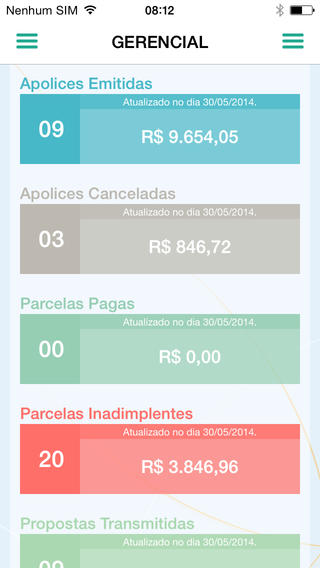 Nenhum SIM 08:12
GERENCIAL
Apolices Emitidas
Atualizado no dia 30/05/2014.
09
R$ 9.654,05
Apolices Canceladas
Atualizado no dia 30/05/2014.
03
R$ 846,72
Parcelas Pagas
Atualizado no dia 30/05/2014.
00
R$ 0,00
Parcelas Inadimplentes
Atualizado no dia 30/05/2014.
20
R$ 3.846,96
Propostas Transmitidas
Atualizado no dia 30/05/2014.